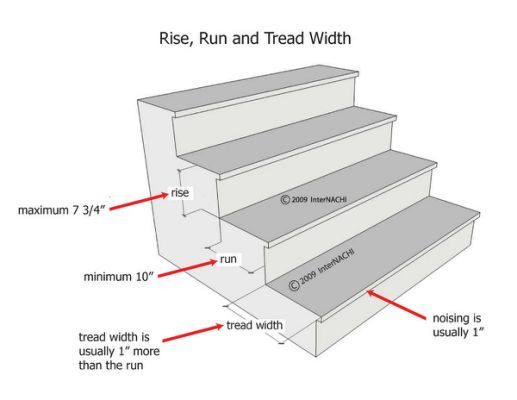 Rise, Run and Tread Width
rise
© 2009 InterNACHI
maximum 7 3/4”
run
© 2009 InterNACHI
minimum 10”
tread width
noising is
usually 1”
tread width is
usually 1” more
than the run